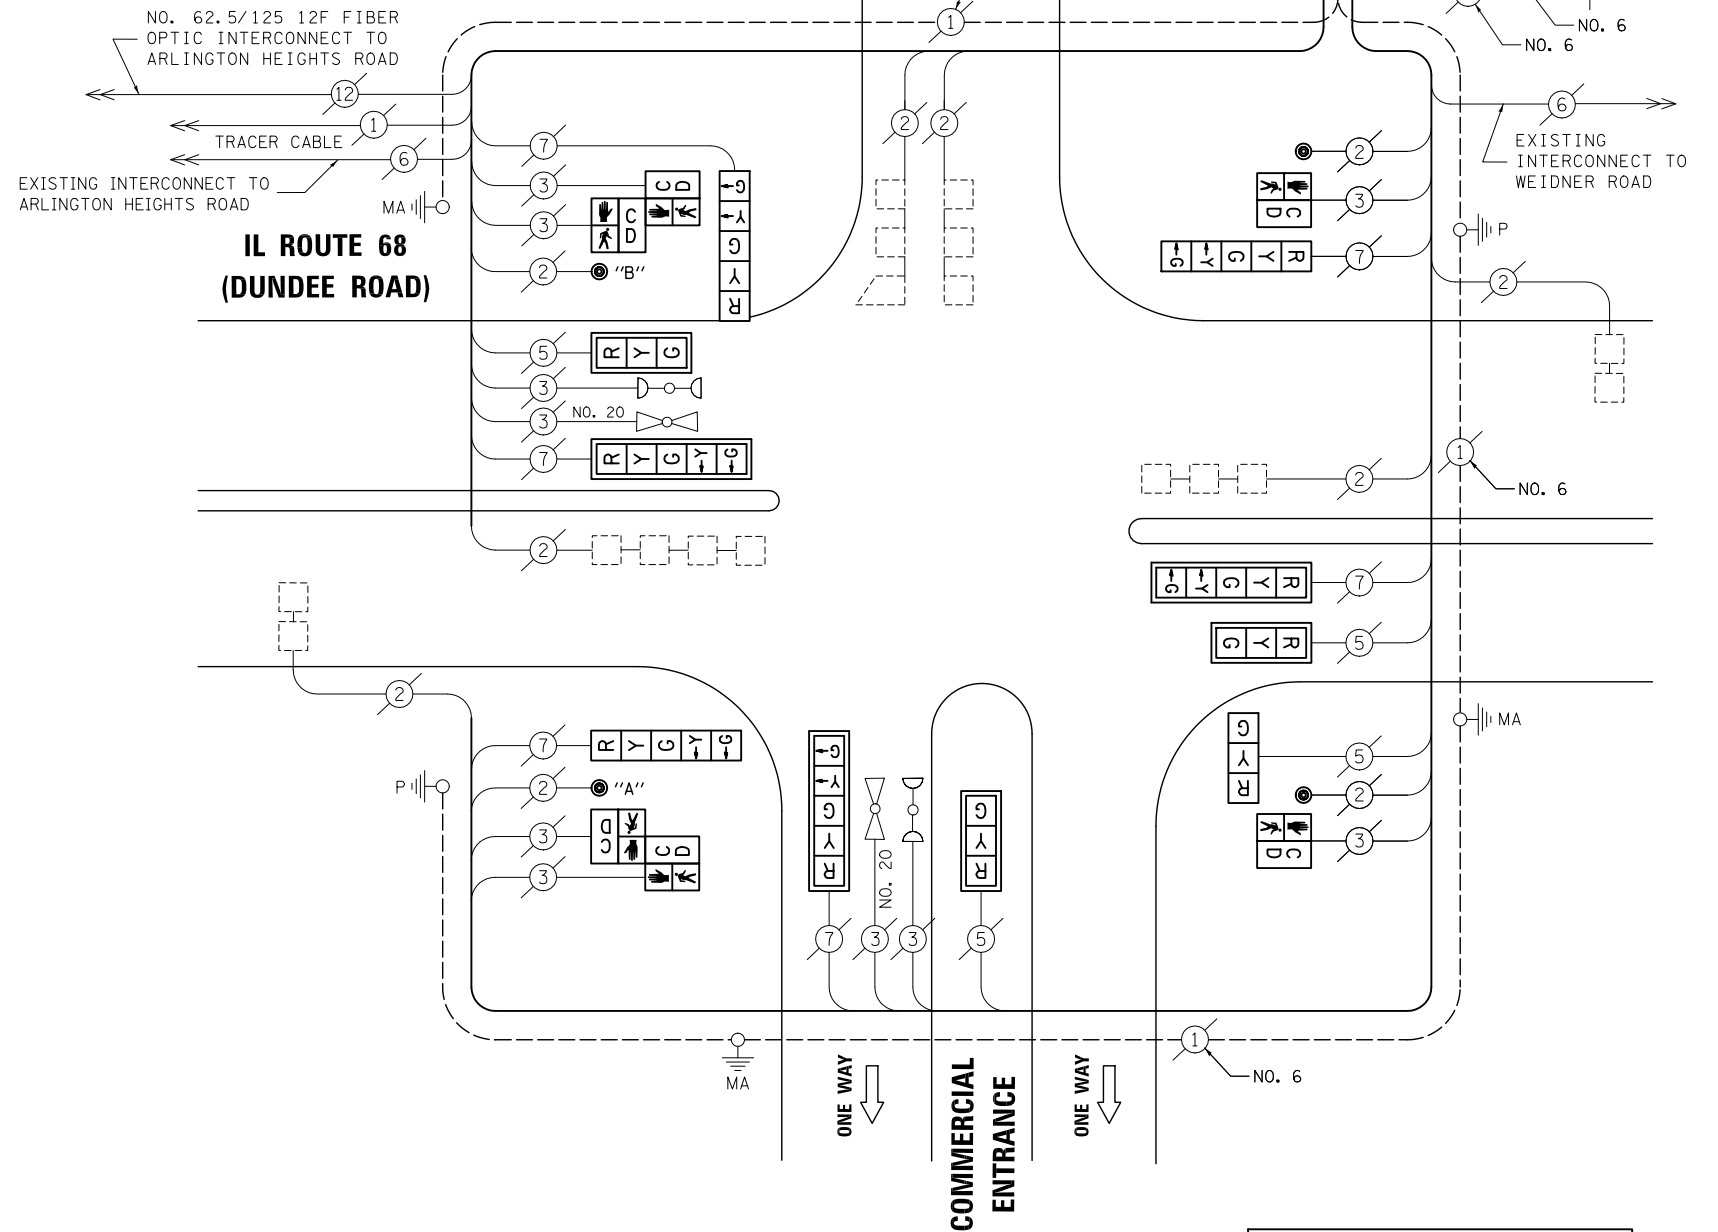 NO. 62.5/125 12F FIBER
OPTIC INTERCONNECT TO
ARLINGTON HEIGHTS ROAD
1
NO. 6
NO. 6
12
1
TRACER CABLE
6
EXISTING INTERCONNECT TO
ARLINGTON HEIGHTS ROAD
MA
IL ROUTE 68
(DUNDEE ROAD)
7
3
C D
3
C D
2
"B"
G
Y
G
Y
R
2
2
2
3
C D
7
G Y G Y R
6
EXISTING
INTERCONNECT TO
WEIDNER ROAD
P
2
5
R Y G
3
3
NO. 20
7
R Y G Y G
2
2
1
NO. 6
2
7
G Y G Y R
5
G Y R
2
7
R Y G Y G
P
2
"A"
3
C D
3
C D
G
Y
G
Y
R
NO. 20
G
Y
R
7
3
3
5
G
Y
R
5
2
3
C D
MA
MA
1
NO. 6
ONE WAY
COMMERCIAL
ENTRANCE
ONE WAY